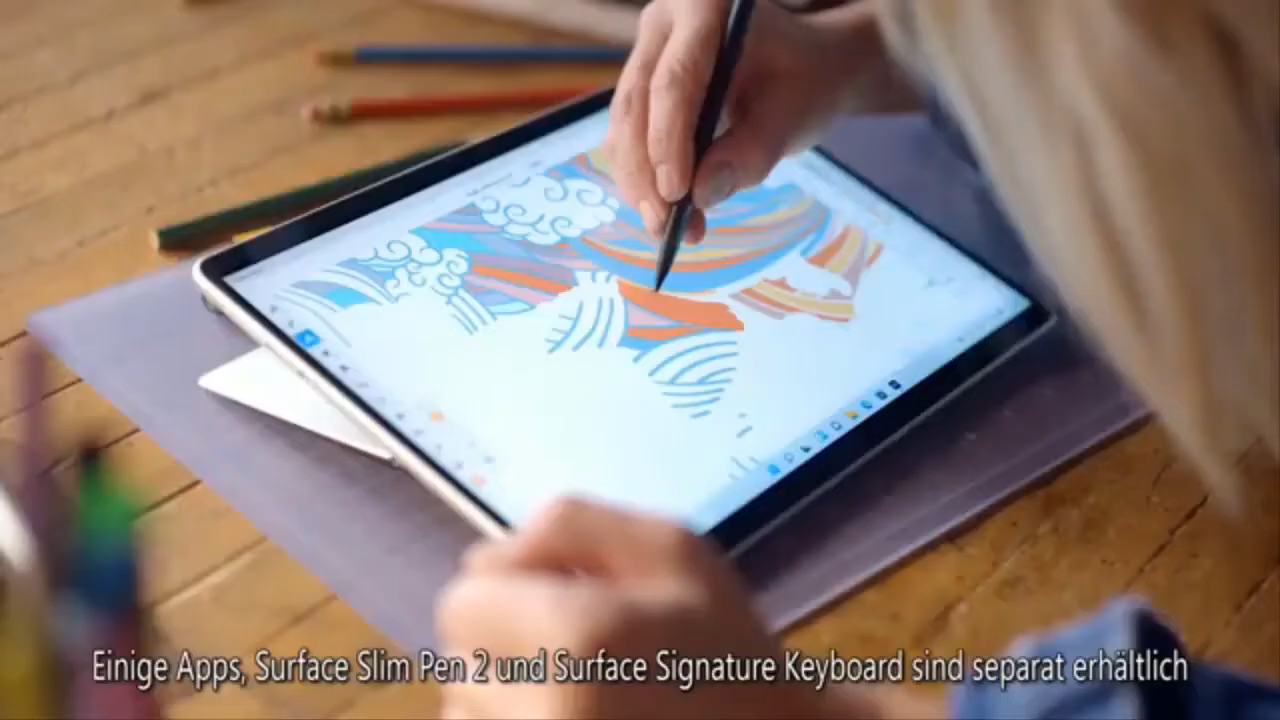 Einige Apps, Surface Slim Pen 2 und Surface Signature Keyboard sind separat erhältlich